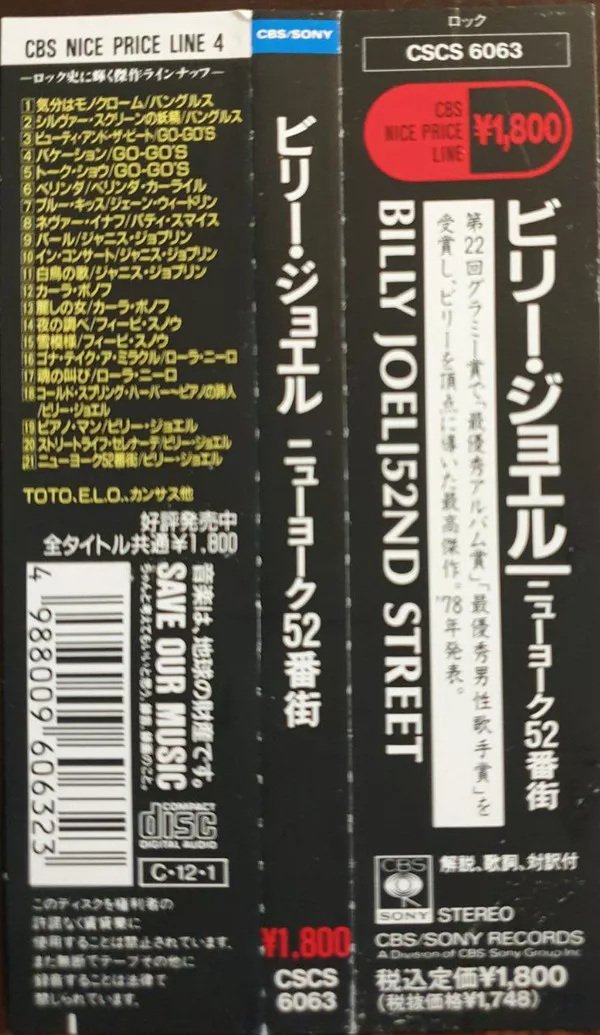 CBS NICE PRICE LINE 4
—ロック史に輝く傑作ラインナップ—
1 気分はモノクローム/バングルス
2 シルヴァー・スクリーンの妖精/バングルス
3 ビューティ・アンド・ザ・ビート/GO-GO'S
4 バケーション/GO-GO'S
5 トーク・ショウ/GO-GO'S
6 ベリンダ/ベリンダ・カーライル
7 ブルー・キッス/ジェーン・ウィードリン
8 ネヴァー・イナフ/パティ・スマイス
9 パール/ジャニス・ジョプリン
10 イン・コンサート/ジャニス・ジョプリン
11 白鳥の歌/ジャニス・ジョプリン
12 カーラ・ボノフ
13 麗しの女/カーラ・ボノフ
14 夜の調べ/フィービ・スノウ
15 雪模様/フィービ・スノウ
16 ゴナ・テイク・ア・ミラクル/ローラ・ニーロ
17 魂の叫び/ローラ・ニーロ
18 コールド・スプリング・ハーバー〜ピアノの詩人
/ビリー・ジョエル
19 ピアノ・マン/ビリー・ジョエル
20 ストリートライフ・セレナーデ/ビリー・ジョエル
21 ニューヨーク52番街/ビリー・ジョエル
TOTO、E.L.O.、カンサス他
好評発売中
全タイトル共通¥1,800
音楽は、地球の財産です。
SAVE OUR MUSIC
ちゃんと考えてもいいと思う、録音、録画のこと。
4 988009 606323
COMPACT
disc
DIGITAL AUDIO
C・12・1
このディスクを権利者の
許諾なく賃貸業に
使用することは禁止されています。
また無断でテープその他に
録音することは法律で
禁じられています。
CBS/SONY
ビリー・ジョエル ニューヨーク52番街
¥1,800
CSCS
6063
ロック
CSCS 6063
CBS
NICE PRICE
LINE
¥1,800
ビリー・ジョエル|ニューヨーク52番街
第22回グラミー賞で「最優秀アルバム賞」、「最優秀男性歌手賞」を
受賞し、ビリーを頂点に導いた最高傑作。'78年発表。
BILLY JOEL|52ND STREET
CBS
SONY
解説、歌詞、対訳付
STEREO
CBS/SONY RECORDS
A Division of CBS Sony Group Inc
税込定価¥1,800
(税抜価格¥1,748)